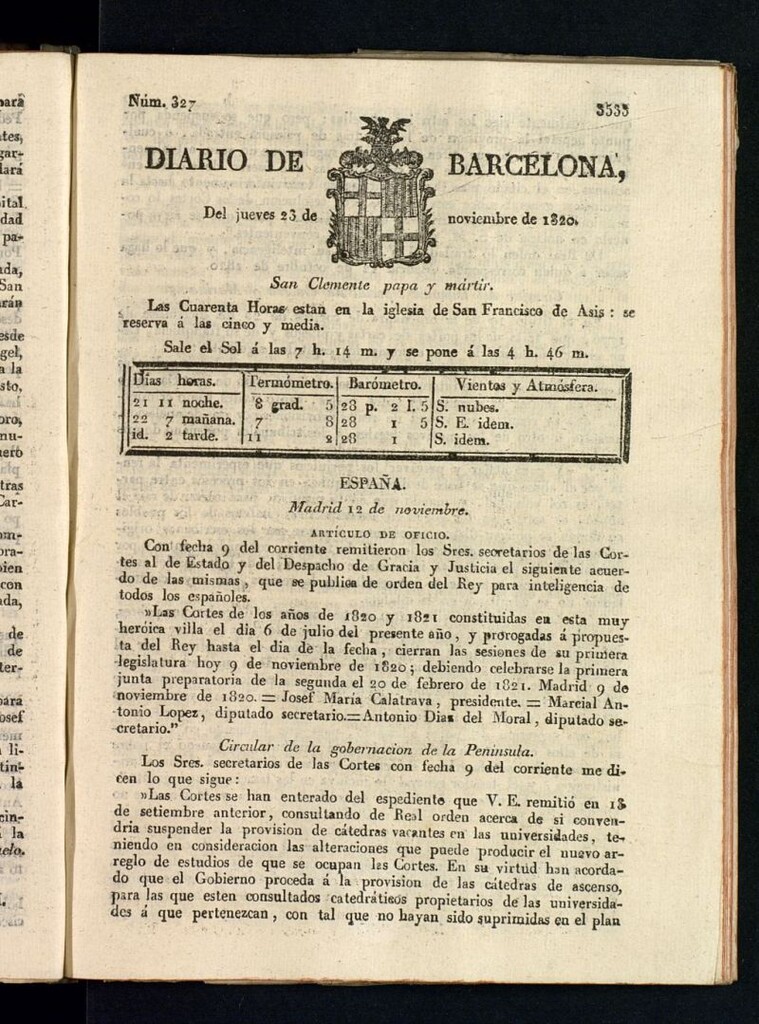 Núm. 327 3533
DIARIO DE BARCELONA,
Del jueves 23 de noviembre de 1820.
San Clemente papa y mártir.
Las Cuarenta Horas estan en la iglesia de San Francisco de Asis : se
reserva á las cinco y media.
Sale el Sol á las 7 h. 14 m. y se pone á las 4 h. 46 m.
Dias horas. Termómetro. Barómetro. Vientos y Atmósfera.
21 11 noche. 8 grad. 5 28 p. 2 l. 5 S. nubes.
22 7 mañana. 7 8 28 1 5 S. E. idem.
id. 2 tarde. 11 2 28 1 S. idem.
ESPAÑA.
Madrid 12 de noviembre.
ARTÍCULO DE OFICIO.
Con fecha 9 del corriente remitieron los Sres. secretarios de las Cor-
tes al de Estado y del Despacho de Gracia y Justicia el siguiente acuer-
do de las mismas, que se publica de orden del Rey para inteligencia de
todos los españoles.
»Las Cortes de los años de 1820 y 1821 constituidas en esta muy
heróica villa el dia 6 de julio del presente año, y prorogadas á propues-
ta del Rey hasta el dia de la fecha, cierran las sesiones de su primera
legislatura hoy 9 de noviembre de 1820; debiendo celebrarse la primera
junta preparatoria de la segunda el 20 de febrero de 1821. Madrid 9 de
noviembre de 1820. = Josef María Calatrava, presidente. = Marcial An-
tonio Lopez, diputado secretario.=Antonio Dias del Moral, diputado se-
cretario."
Circular de la gobernacion de la Península.
Los Sres. secretarios de las Cortes con fecha 9 del corriente me di-
cen lo que sigue:
»Las Cortes se han enterado del espediente que V. E. remitió en 18
de setiembre anterior, consultando de Real orden acerca de si conven-
dria suspender la provision de cátedras vacantes en las universidades, te-
niendo en consideracion las alteraciones que puede producir el nuevo ar-
reglo de estudios de que se ocupan las Cortes. En su virtud han acorda-
do que el Gobierno proceda á la provision de las cátedras de ascenso,
para las que esten consultados catedráticos propietarios de las universida-
des á que pertenezcan, con tal que no hayan sido suprimidas en el plan